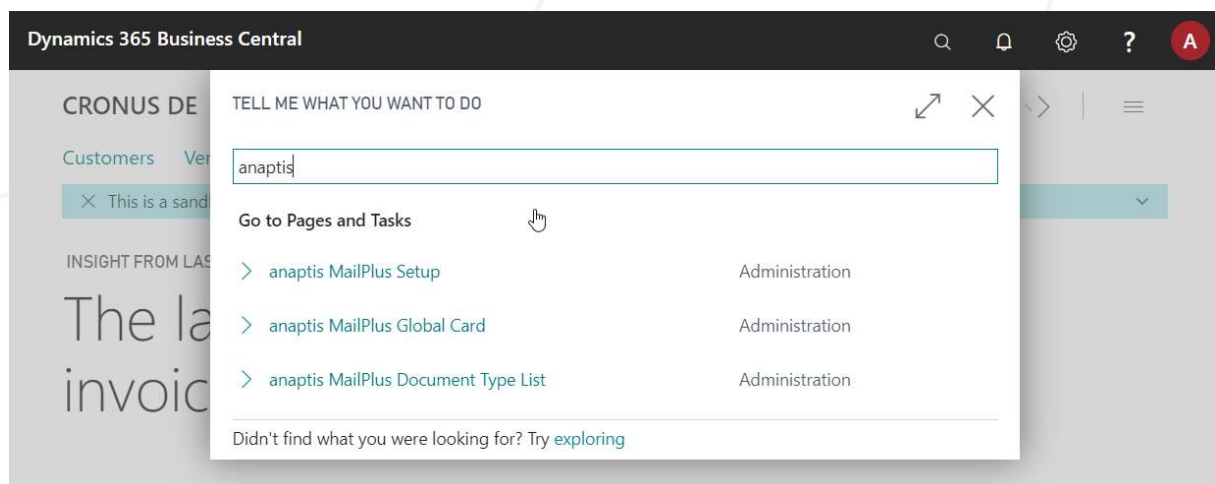 Dynamics 365 Business Central
?
A
CRONUS DE
TELL ME WHAT YOU WANT TO DO
Customers
anaptis
This is a sand
Go to Pages and Tasks
INSIGHT FROM LAS
anaptis MailPlus Setup Administration
The la
anaptis MailPlus Global Card Administration
invoic
anaptis MailPlus Document Type List Administration
Didn't find what you were looking for? Try exploring